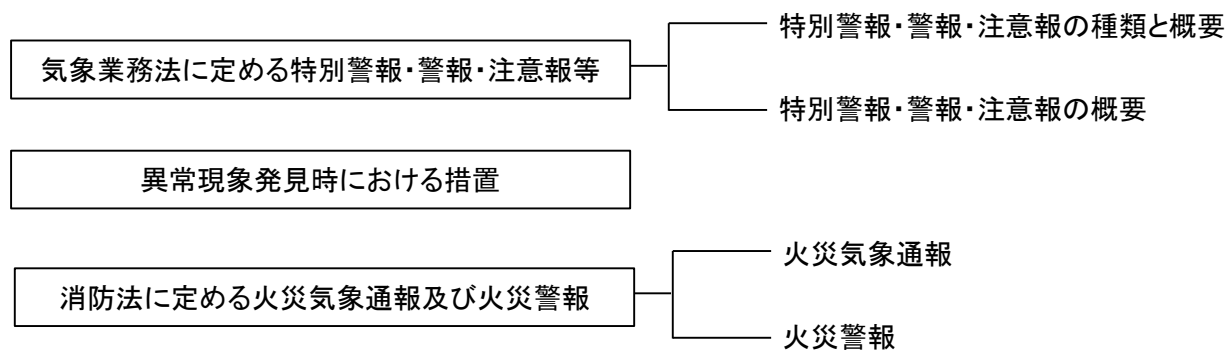 特別警報・警報・注意報の種類と概要
気象業務法に定める特別警報・警報・注意報等
特別警報・警報・注意報の概要
異常現象発見時における措置
火災気象通報
消防法に定める火災気象通報及び火災警報
火災警報